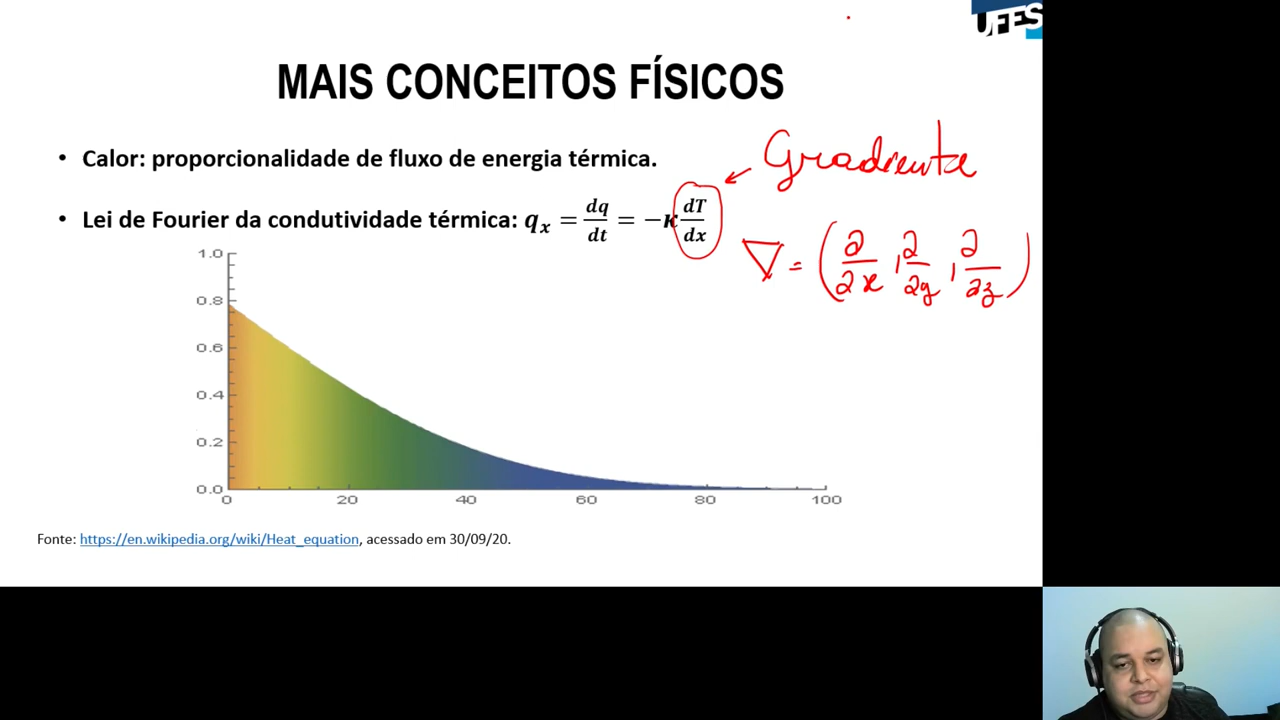 UFES
MAIS CONCEITOS FÍSICOS
Gradiente
• Calor: proporcionalidade de fluxo de energia térmica.
• Lei de Fourier da condutividade térmica: qₓ = dq/dt = −κ dT/dx
∇ = (∂/∂x, ∂/∂y, ∂/∂z)
1.0
0.8
0.6
0.4
0.2
0.0
0 20 40 60 80 100
Fonte: https://en.wikipedia.org/wiki/Heat_equation, acessado em 30/09/20.